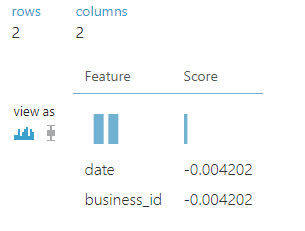 rows columns
2 2
Feature Score
view as
date -0.004202
business_id -0.004202